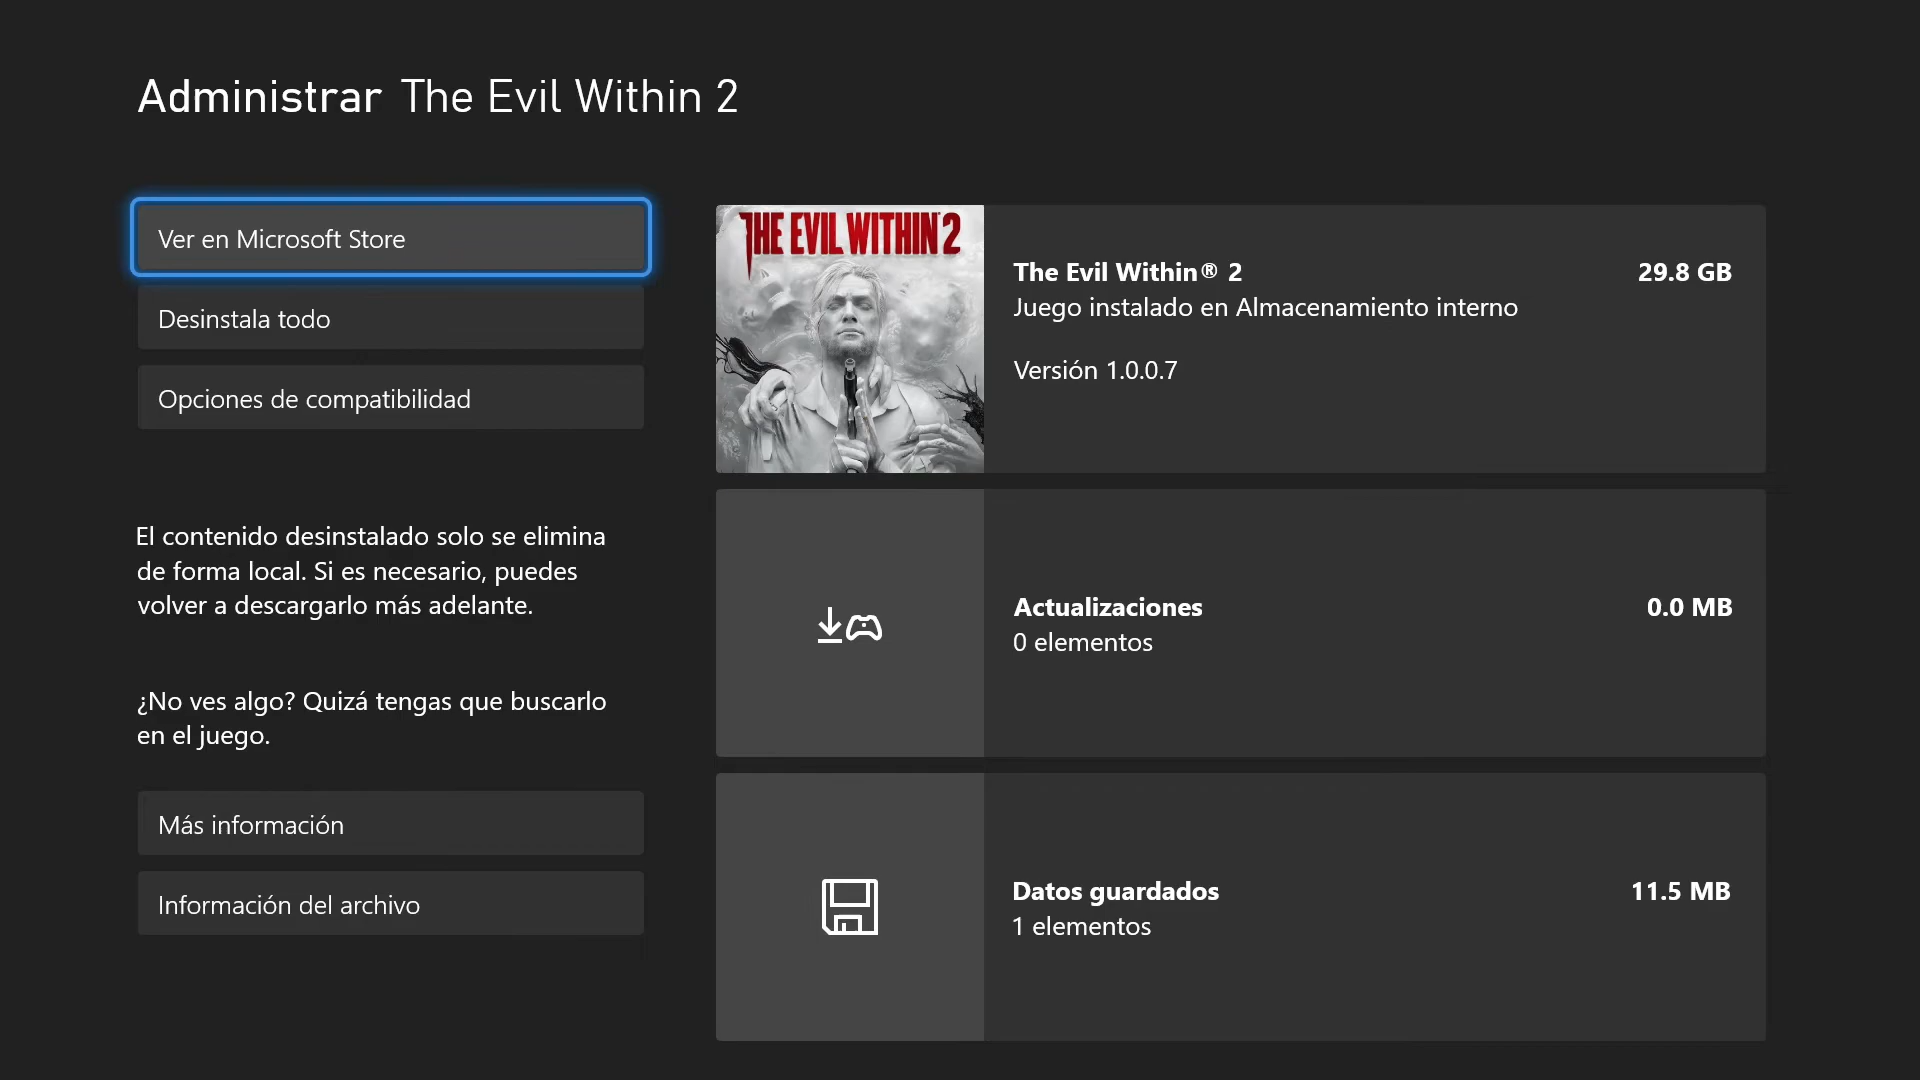 Administrar The Evil Within 2
Ver en Microsoft Store
Desinstala todo
Opciones de compatibilidad
El contenido desinstalado solo se elimina
de forma local. Si es necesario, puedes
volver a descargarlo más adelante.
¿No ves algo? Quizá tengas que buscarlo
en el juego.
Más información
Información del archivo
THE EVIL WITHIN 2
The Evil Within® 2 29.8 GB
Juego instalado en Almacenamiento interno
Versión 1.0.0.7
Actualizaciones 0.0 MB
0 elementos
Datos guardados 11.5 MB
1 elementos